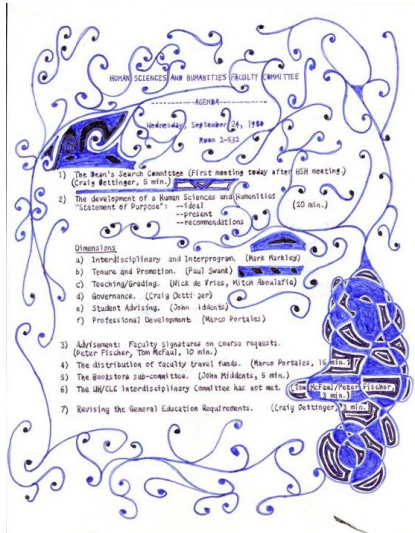 HUMAN SCIENCES AND HUMANITIES FACULTY COMMITTEE
AGENDA
Wednesday, September 24, 1980
Room 2-532
1) The Dean's Search Committee (First meeting today after HSH meeting.)
(Craig Oettinger, 5 min.)
2) The development of a Human Sciences and Humanities
"Statement of Purpose": --ideal (20 min.)
--present
--recommendations
Dimensions
a) Interdisciplinary and Interprogram. (Mark Markley)
b) Tenure and Promotion. (Paul Swank)
c) Teaching/Grading. (Nick de Vries, Mitch Aboulafia)
d) Governance. (Craig Oettinger)
e) Student Advising. (John Middents)
f) Professional Development. (Marco Portales)
3) Advisement: Faculty signatures on course requests.
(Peter Fischer, Tom McFaul, 10 min.)
4) The distribution of faculty travel funds. (Marco Portales, 15 min.)
5) The Bookstore sub-committee. (John Middents, 5 min.)
6) The UH/CLC interdisciplinary Committee has not met. (Tom McFaul/Peter Fischer,
3 min.)
7) Revising the General Education Requirements. (Craig Oettinger, 5 min.)